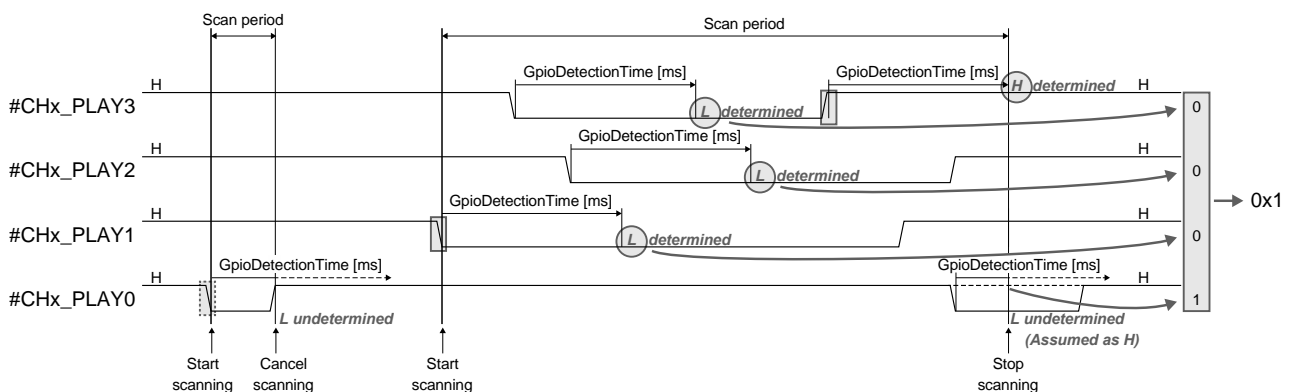 Scan period
Scan period
GpioDetectionTime [ms]
GpioDetectionTime [ms]
#CHx_PLAY3
H
L determined
H determined
H
0
GpioDetectionTime [ms]
#CHx_PLAY2
H
L determined
H
0
GpioDetectionTime [ms]
#CHx_PLAY1
H
L determined
H
0
0x1
GpioDetectionTime [ms]
GpioDetectionTime [ms]
#CHx_PLAY0
H
H
1
L undetermined
L undetermined
(Assumed as H)
Start
scanning
Cancel
scanning
Start
scanning
Stop
scanning